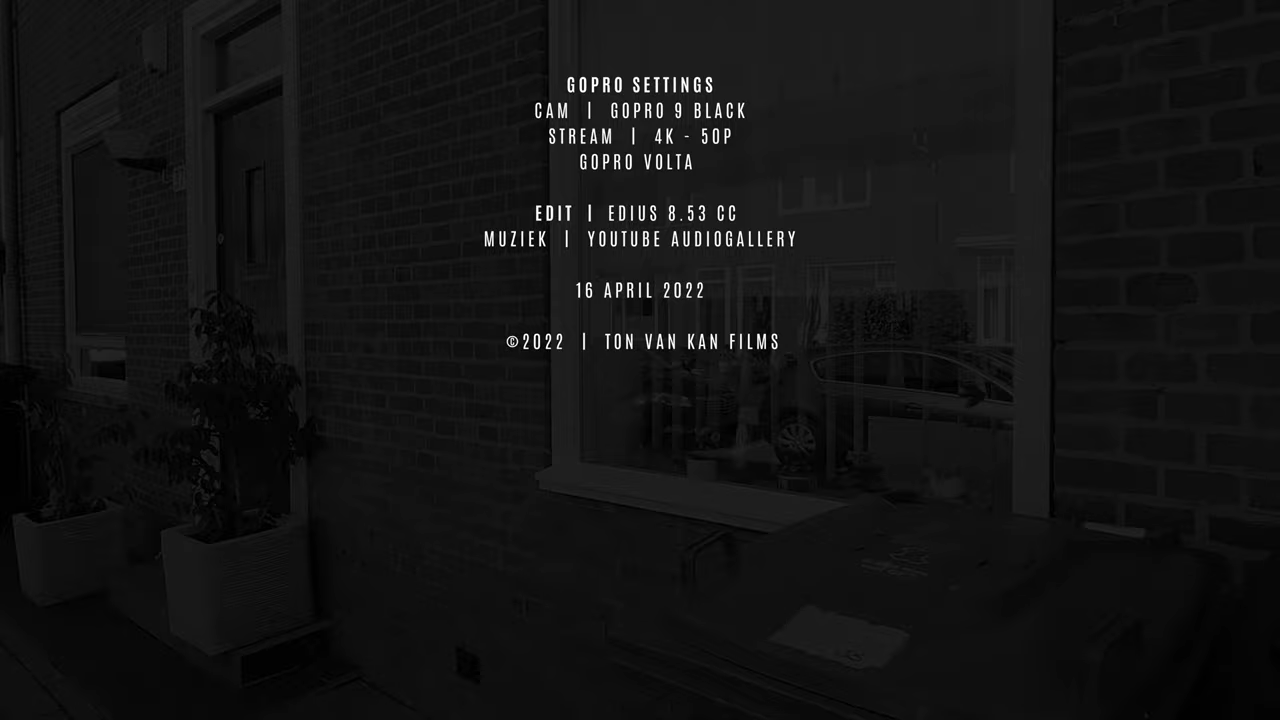 GOPRO SETTINGS
CAM | GOPRO 9 BLACK
STREAM | 4K - 50P
GOPRO VOLTA
EDIT | EDIUS 8.53 CC
MUZIEK | YOUTUBE AUDIOGALLERY
16 APRIL 2022
©2022 | TON VAN KAN FILMS